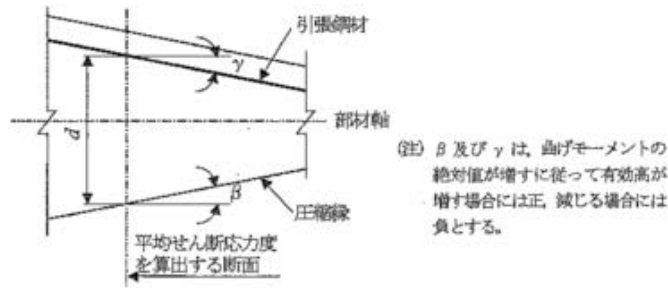 引張鋼材
γ
d
部材軸
β
圧縮縁
平均せん断応力度
を算出する断面
(注) β 及び γ は, 曲げモーメントの
絶対値が増すに従って有効高が
増す場合には正, 減じる場合には
負とする。